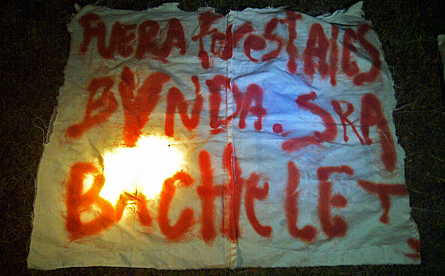 FUERA forESTALES
BVNDA. SRA
BACHELET